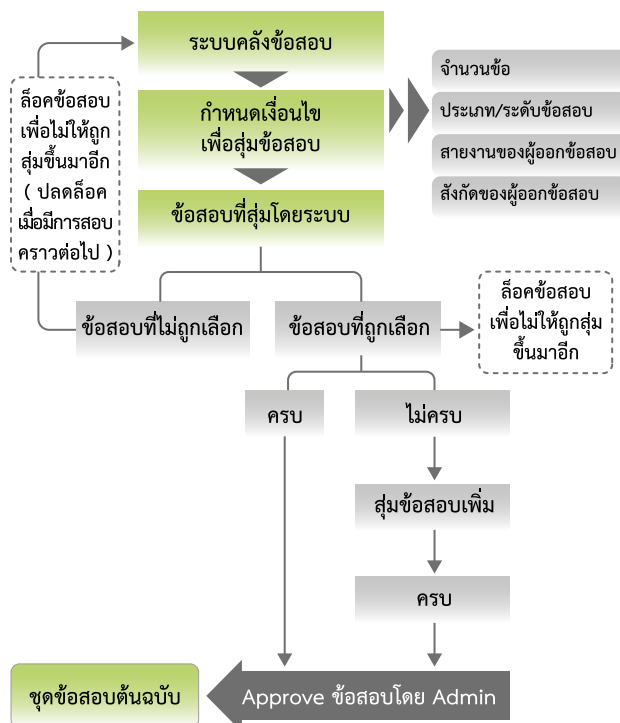 ระบบคลังข้อสอบ
ล็อคข้อสอบ
เพื่อไม่ให้ถูก
สุ่มขึ้นมาอีก
( ปลดล็อค
เมื่อมีการสอบ
คราวต่อไป )
กำหนดเงื่อนไข
เพื่อสุ่มข้อสอบ
จำนวนข้อ
ประเภท/ระดับข้อสอบ
สายงานของผู้ออกข้อสอบ
สังกัดของผู้ออกข้อสอบ
ข้อสอบที่สุ่มโดยระบบ
ข้อสอบที่ไม่ถูกเลือก
ข้อสอบที่ถูกเลือก
ล็อคข้อสอบ
เพื่อไม่ให้ถูกสุ่ม
ขึ้นมาอีก
ครบ
ไม่ครบ
สุ่มข้อสอบเพิ่ม
ครบ
ชุดข้อสอบต้นฉบับ
Approve ข้อสอบโดย Admin